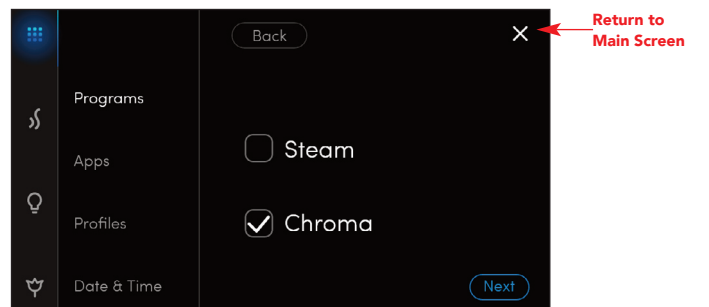 Back
Return to
Main Screen
Programs
Steam
Apps
Chroma
Profiles
Date & Time
Next